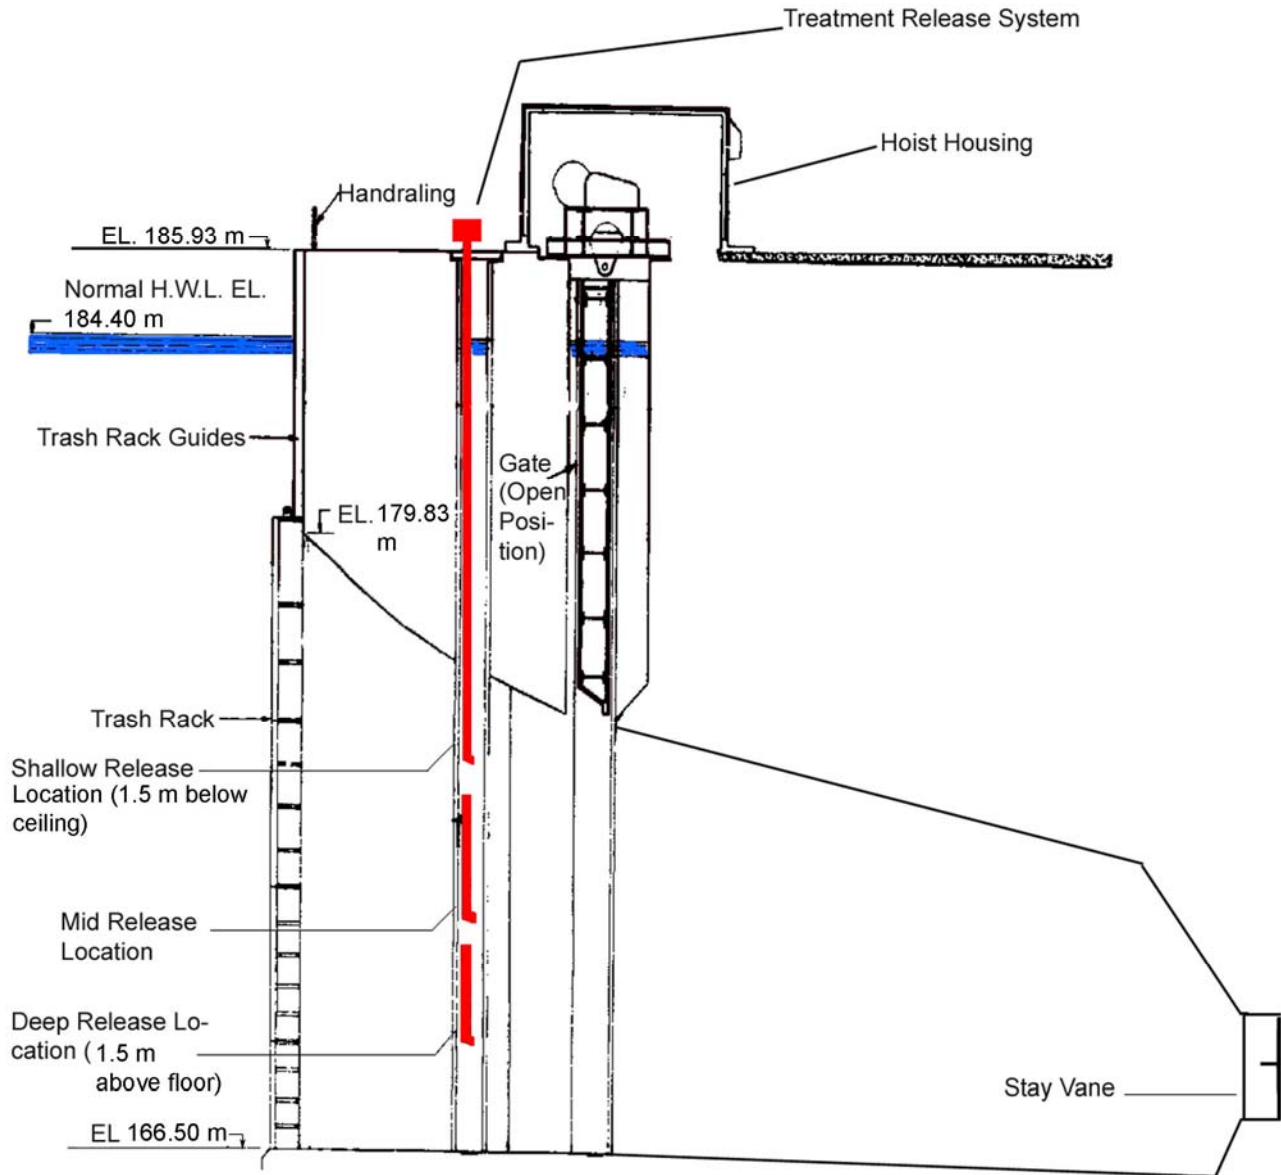 Treatment Release System
Hoist Housing
Handraling
EL. 185.93 m
Normal H.W.L. EL.
184.40 m
Trash Rack Guides
Gate
(Open
Posi-
tion)
EL. 179.83
m
Trash Rack
Shallow Release
Location (1.5 m below
ceiling)
Mid Release
Location
Deep Release Lo-
cation ( 1.5 m
above floor)
Stay Vane
EL 166.50 m